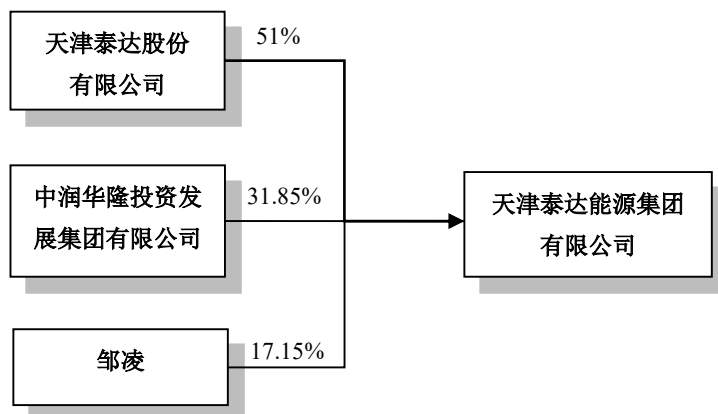 天津泰达股份
有限公司
51%
中润华隆投资发
展集团有限公司
31.85%
天津泰达能源集团
有限公司
邹凌
17.15%